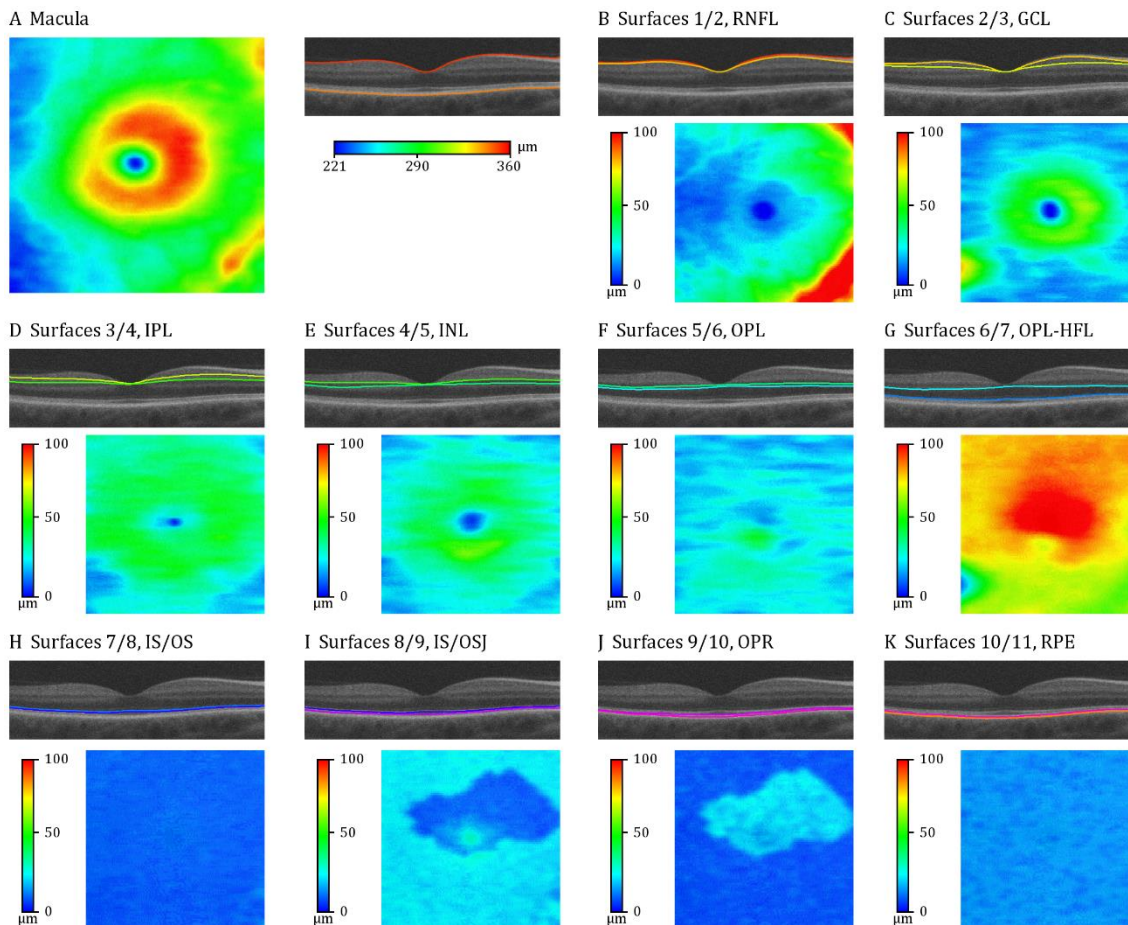 A Macula
B Surfaces 1/2, RNFL
C Surfaces 2/3, GCL
µm
221 290 360
100
50
0
µm
100
50
0
µm
D Surfaces 3/4, IPL
E Surfaces 4/5, INL
F Surfaces 5/6, OPL
G Surfaces 6/7, OPL-HFL
100
50
0
µm
100
50
0
µm
100
50
0
µm
100
50
0
µm
H Surfaces 7/8, IS/OS
I Surfaces 8/9, IS/OSJ
J Surfaces 9/10, OPR
K Surfaces 10/11, RPE
100
50
0
µm
100
50
0
µm
100
50
0
µm
100
50
0
µm